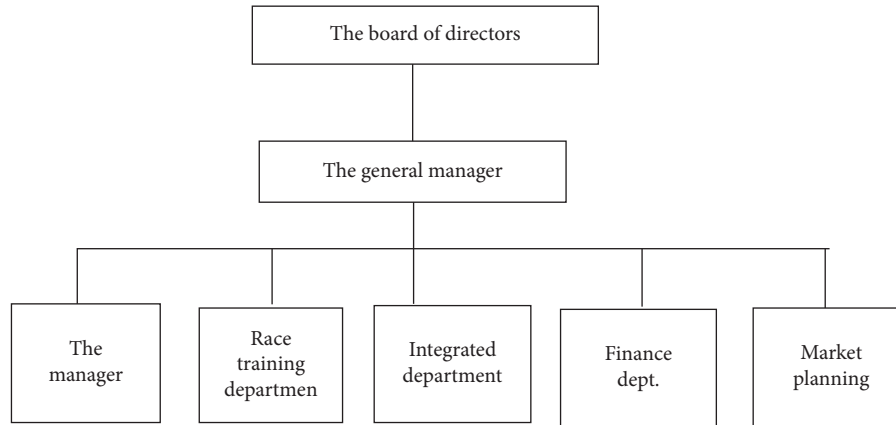 The board of directors
The general manager
The
manager
Race
training
departmen
Integrated
department
Finance
dept.
Market
planning